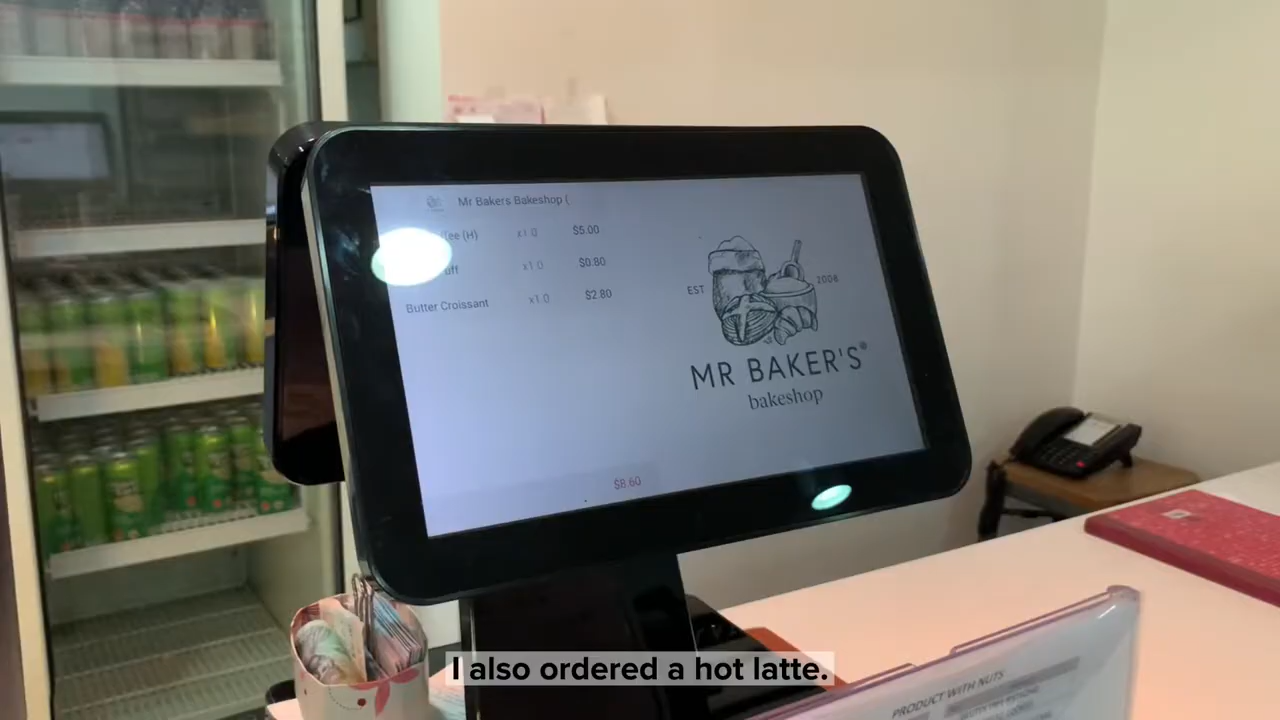 Mr Bakers Bakeshop (
(H) x1.0 $5.00
x1.0 $0.80
Butter Croissant x1.0 $2.80
EST 2008
MR BAKER'S®
bakeshop
$8.60
I also ordered a hot latte.
PRODUCT WITH NUTS